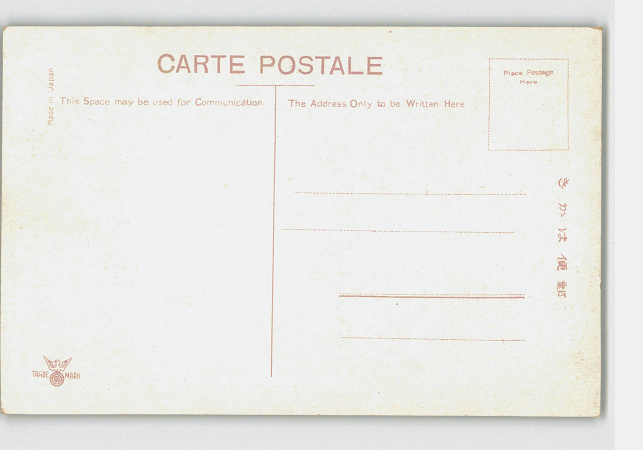 CARTE POSTALE
Made in Japan
This Space may be used for Communication
The Address Only to be Written Here
Place Postage
Here
きかは便郵
TRADE MARK